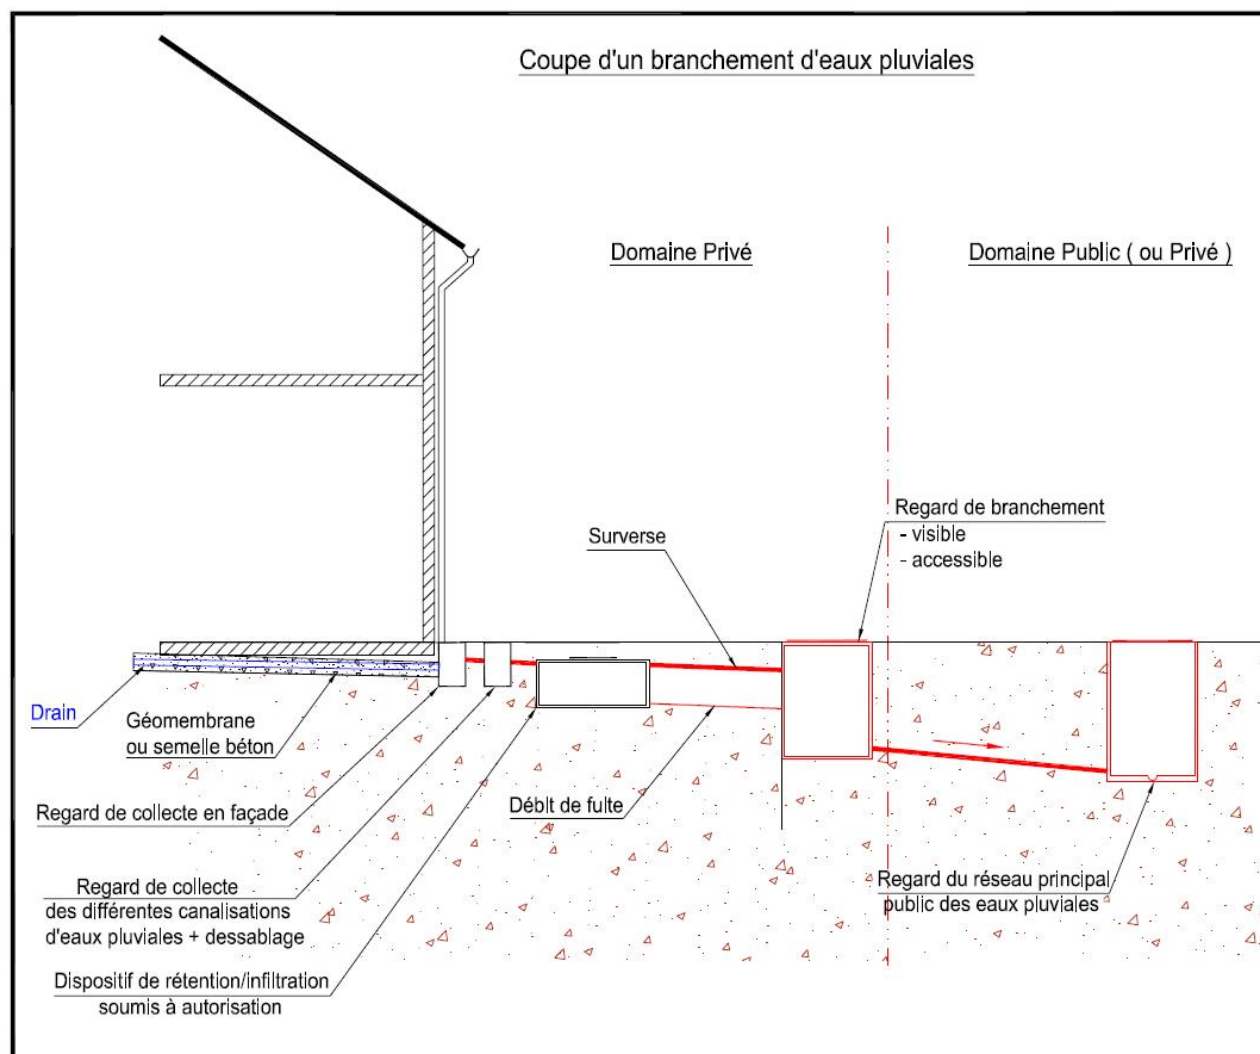 Coupe d'un branchement d'eaux pluviales
Domaine Privé
Domaine Public ( ou Privé )
Regard de branchement
- visible
- accessible
Surverse
Drain
Géomembrane
ou semelle béton
Regard de collecte en façade
Débit de fuite
Regard de collecte
des différentes canalisations
d'eaux pluviales + dessablage
Regard du réseau principal
public des eaux pluviales
Dispositif de rétention/infiltration
soumis à autorisation